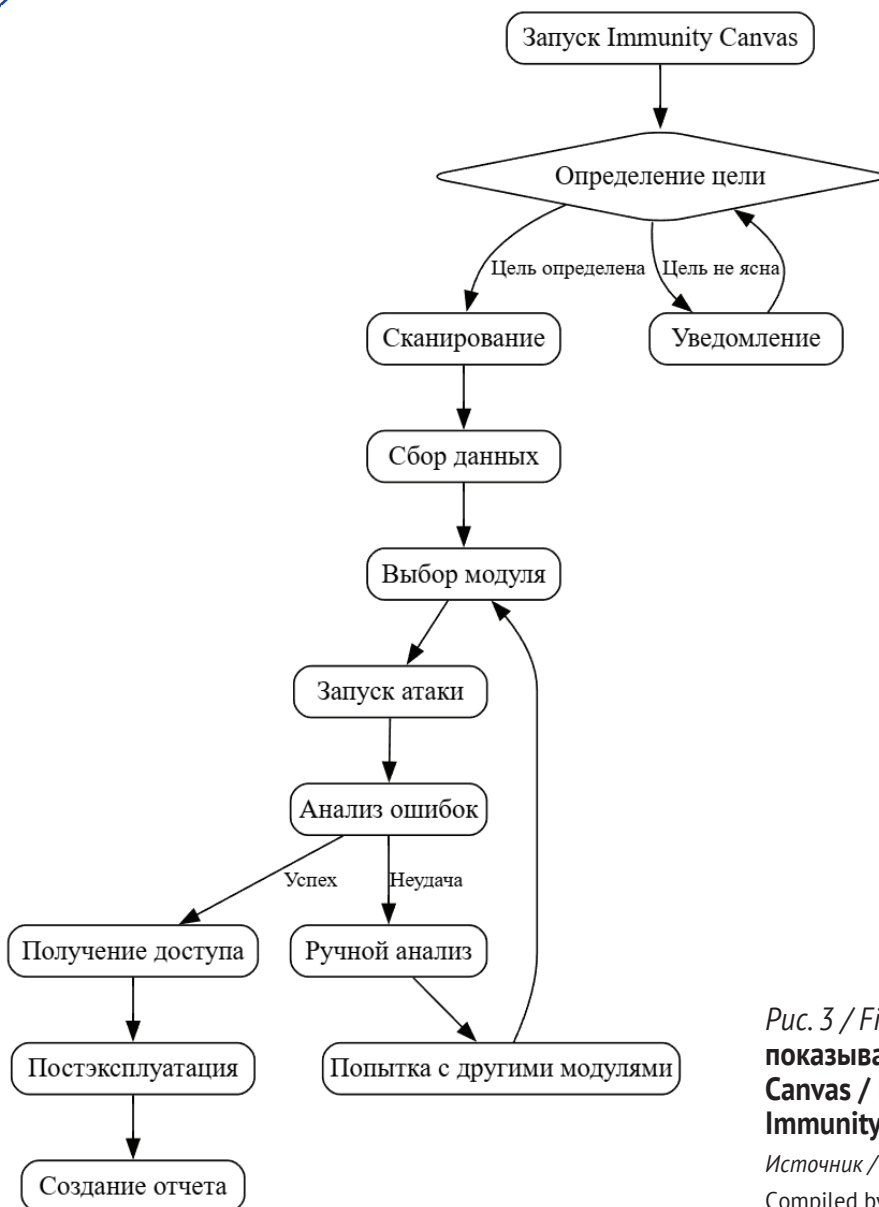 Запуск Immunity Canvas
Определение цели
Цель определена
Цель не ясна
Сканирование
Уведомление
Сбор данных
Выбор модуля
Запуск атаки
Анализ ошибок
Успех
Неудача
Получение доступа
Ручной анализ
Постэксплуатация
Попытка с другими модулями
Создание отчета
Рис. 3 / Fi
показыва
Canvas /
Immunity
Источник /
Compiled by